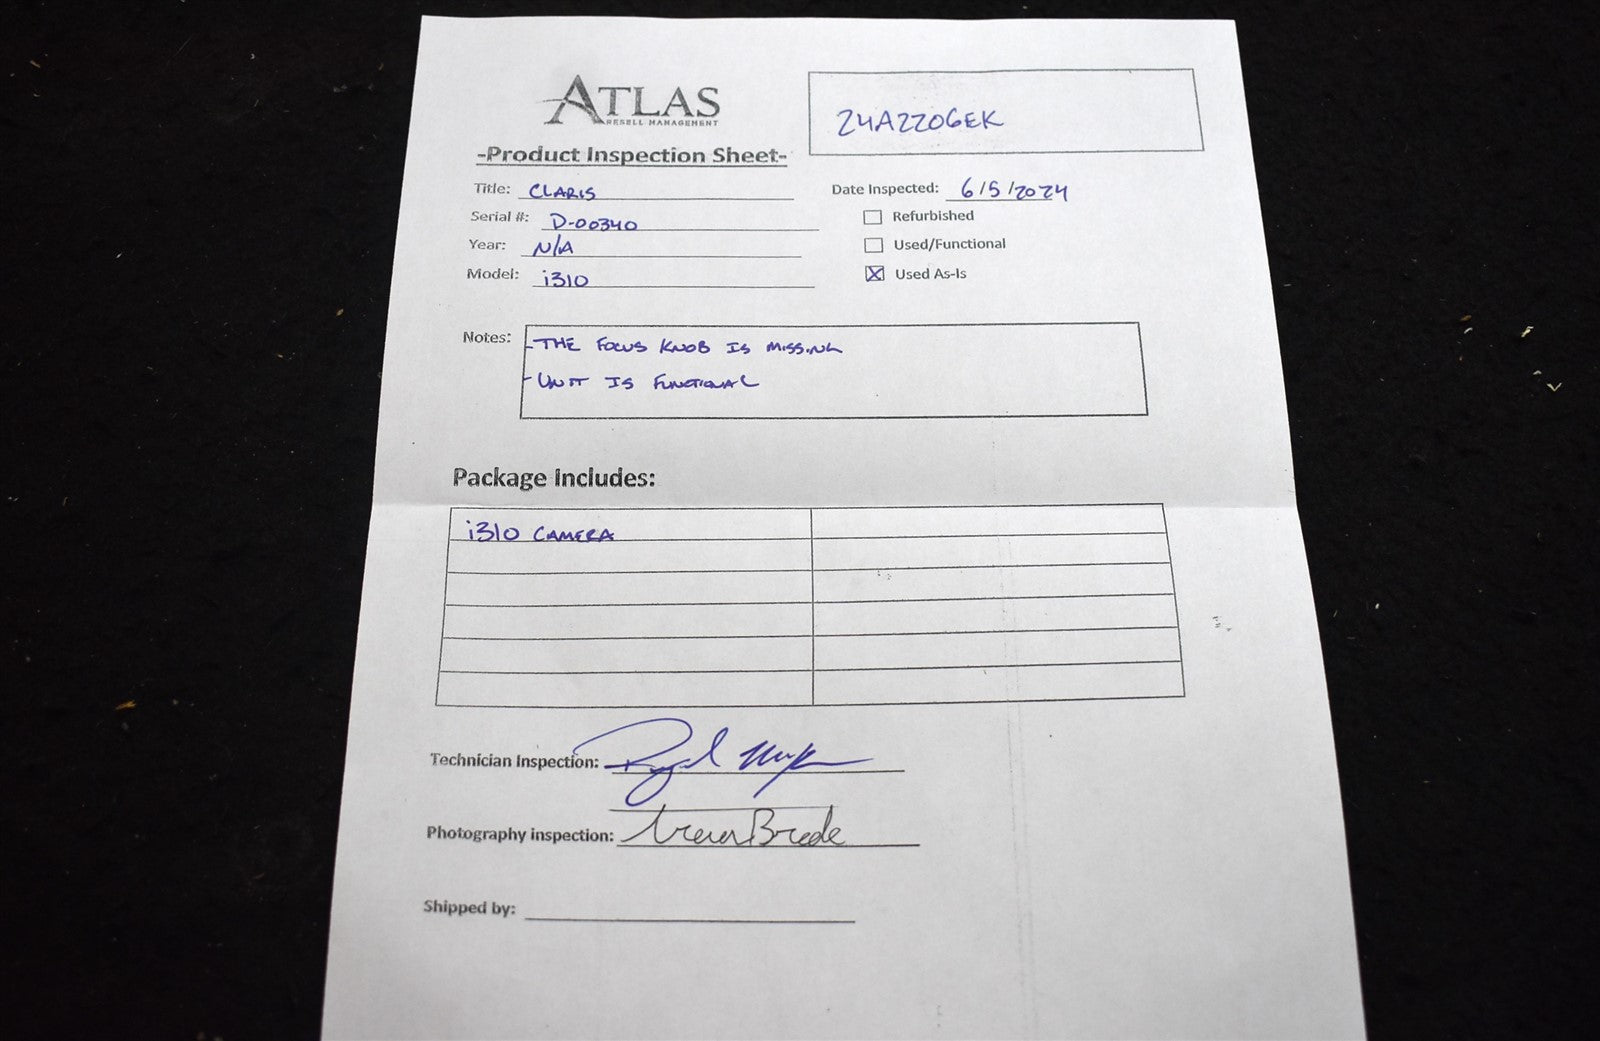 ATLAS
RESELL MANAGEMENT
24A2206EK
-Product Inspection Sheet-
Title: CLARIS
Date Inspected: 6/5/2024
Serial #: D-00340
Refurbished
Year: N/A
Used/Functional
Model: i310
Used As-Is
Notes:
-THE FOCUS KNOB IS MISSING
-UNIT IS FUNCTIONAL
Package Includes:
i310 CAMERA
Technician Inspection:
Photography inspection:
Shipped by: